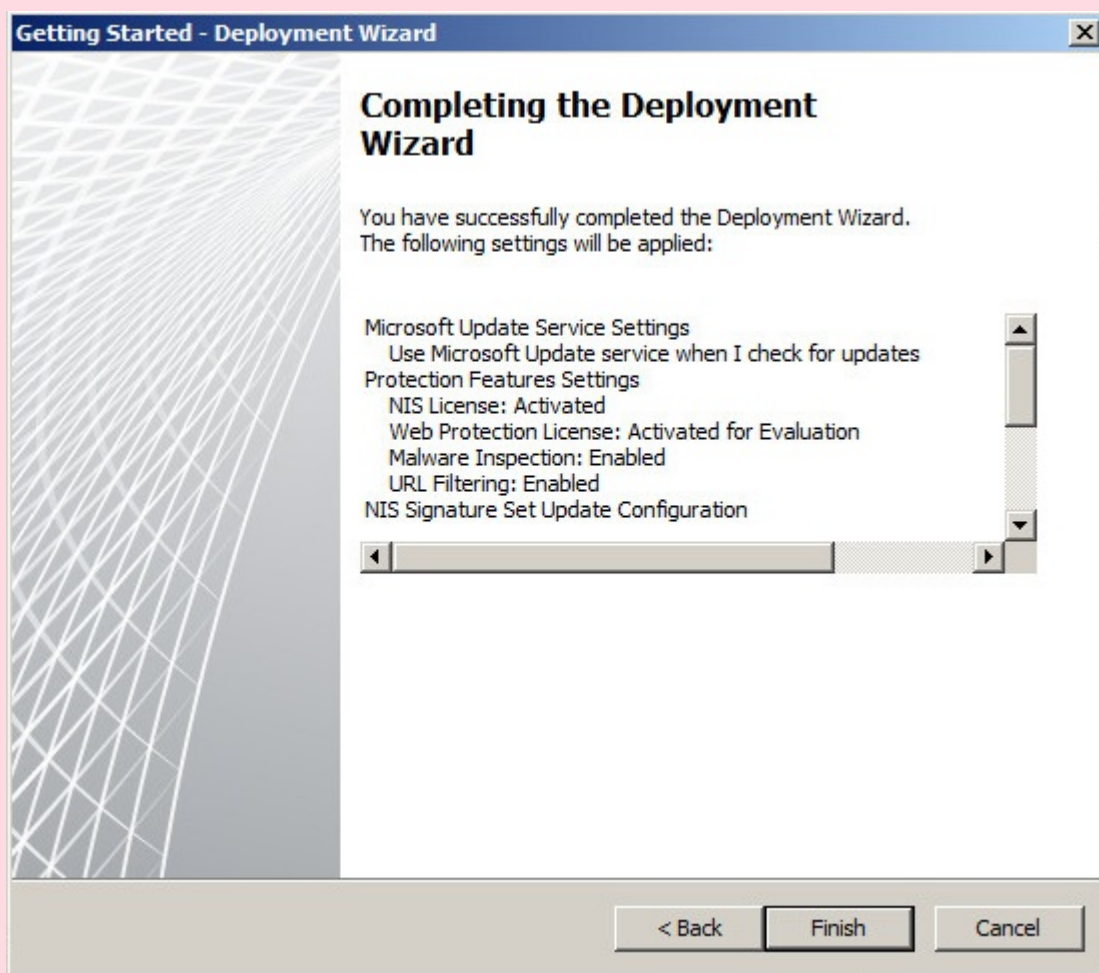 Getting Started - Deployment Wizard
Completing the Deployment
Wizard
You have successfully completed the Deployment Wizard.
The following settings will be applied:
Microsoft Update Service Settings
Use Microsoft Update service when I check for updates
Protection Features Settings
NIS License: Activated
Web Protection License: Activated for Evaluation
Malware Inspection: Enabled
URL Filtering: Enabled
NIS Signature Set Update Configuration
< Back Finish Cancel